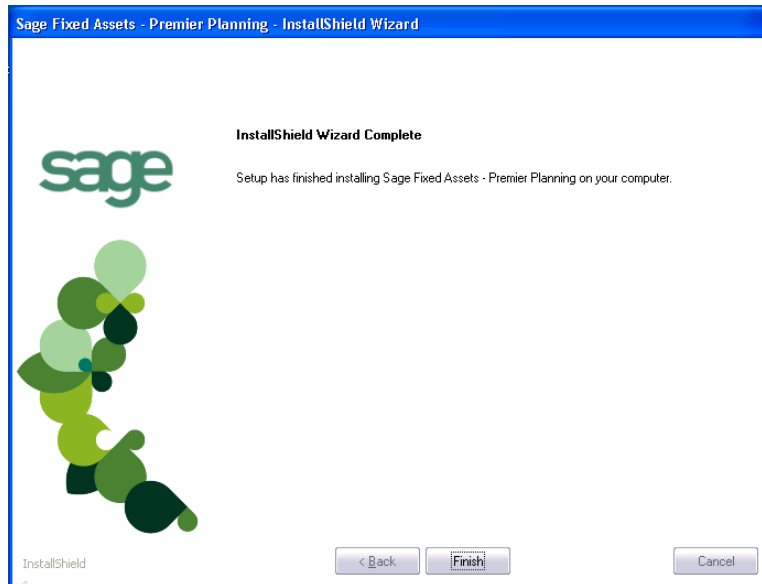 Sage Fixed Assets - Premier Planning - InstallShield Wizard
InstallShield Wizard Complete
sage
Setup has finished installing Sage Fixed Assets - Premier Planning on your computer.
InstallShield
< Back
Finish
Cancel